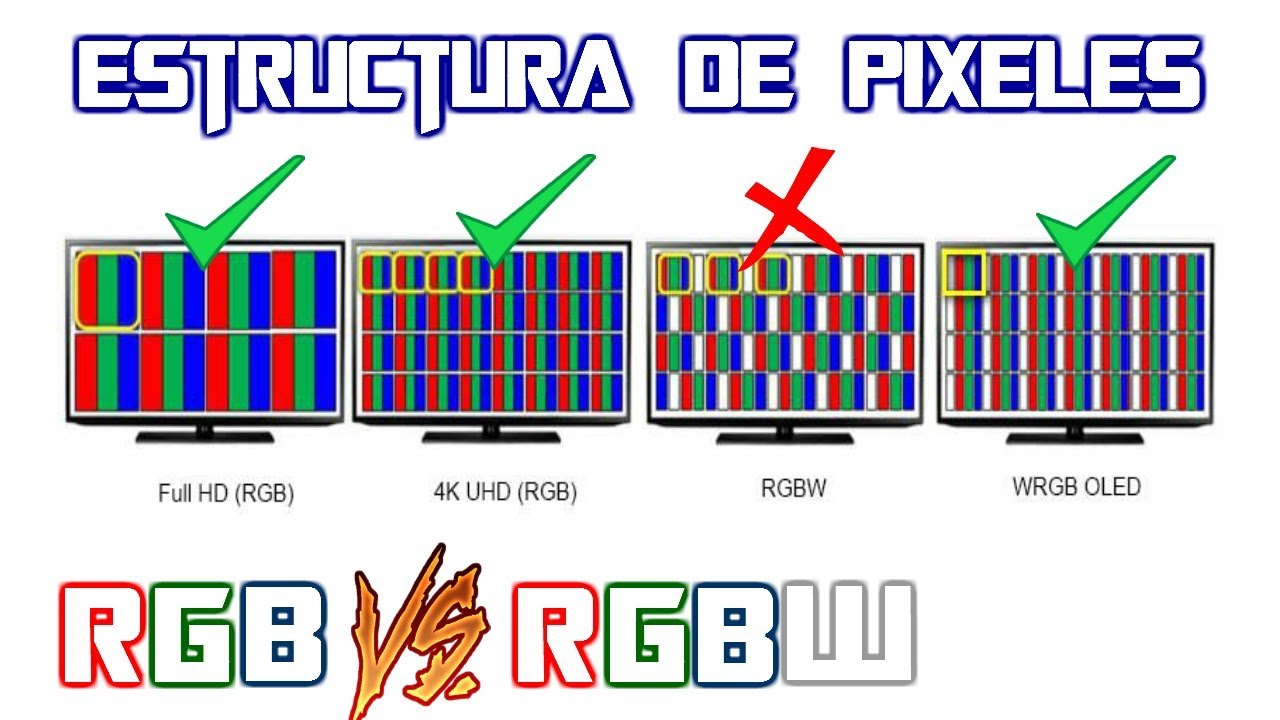 ESTRUCTURA DE PIXELES
Full HD (RGB)
4K UHD (RGB)
RGBW
WRGB OLED
RGB VS. RGBW